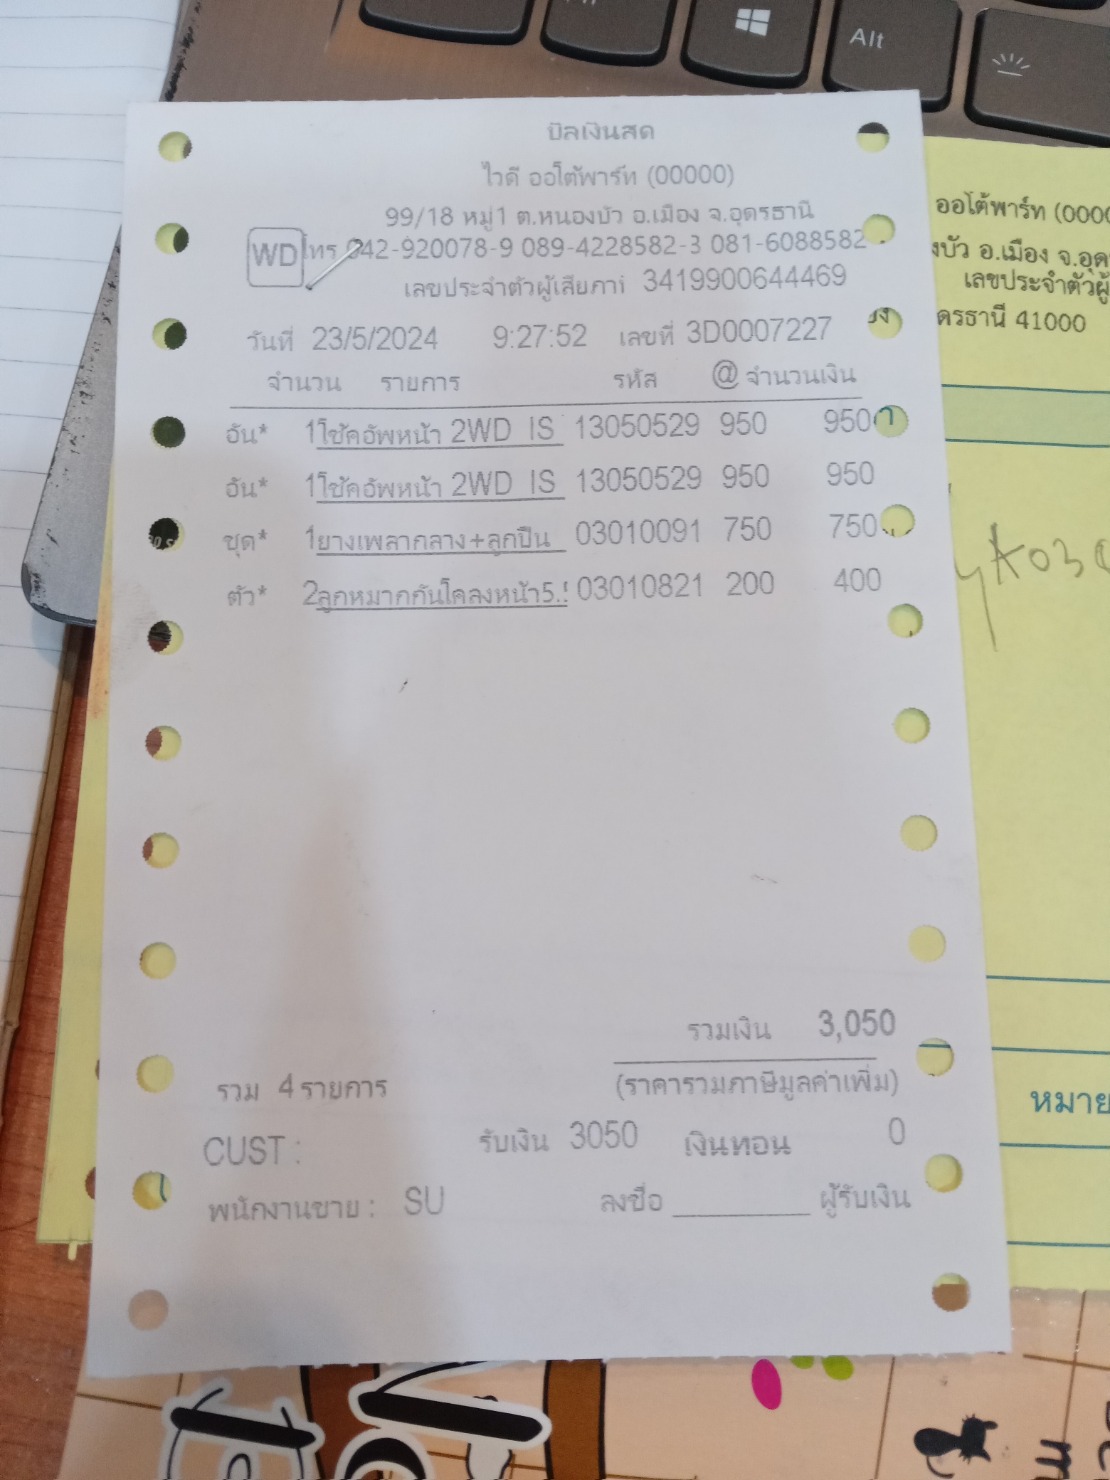 Alt
บิลเงินสด
ไวดี ออโต้พาร์ท (00000)
99/18 หมู่1 ต.หนองบัว อ.เมือง จ.อุดรธานี
WD โทร 042-920078-9 089-4228582-3 081-6088582
เลขประจำตัวผู้เสียภาษี 3419900644469
วันที่ 23/5/2024 9:27:52 เลขที่ 3D0007227
จำนวน รายการ รหัส @ จำนวนเงิน
อัน* 1โช้คอัพหน้า 2WD IS 13050529 950 950
อัน* 1โช้คอัพหน้า 2WD IS 13050529 950 950
ชุด* 1ยางเพลากลาง+ลูกปืน 03010091 750 750
ตัว* 2ลูกหมากกันโคลงหน้า5.! 03010821 200 400
รวมเงิน 3,050
รวม 4 รายการ (ราคารวมภาษีมูลค่าเพิ่ม)
CUST : รับเงิน 3050 เงินทอน 0
พนักงานขาย : SU ลงชื่อ ________ ผู้รับเงิน
ออโต้พาร์ท (0000
งบัว อ.เมือง จ.อุด
เลขประจำตัวผู้
ดรธานี 41000
หมาย